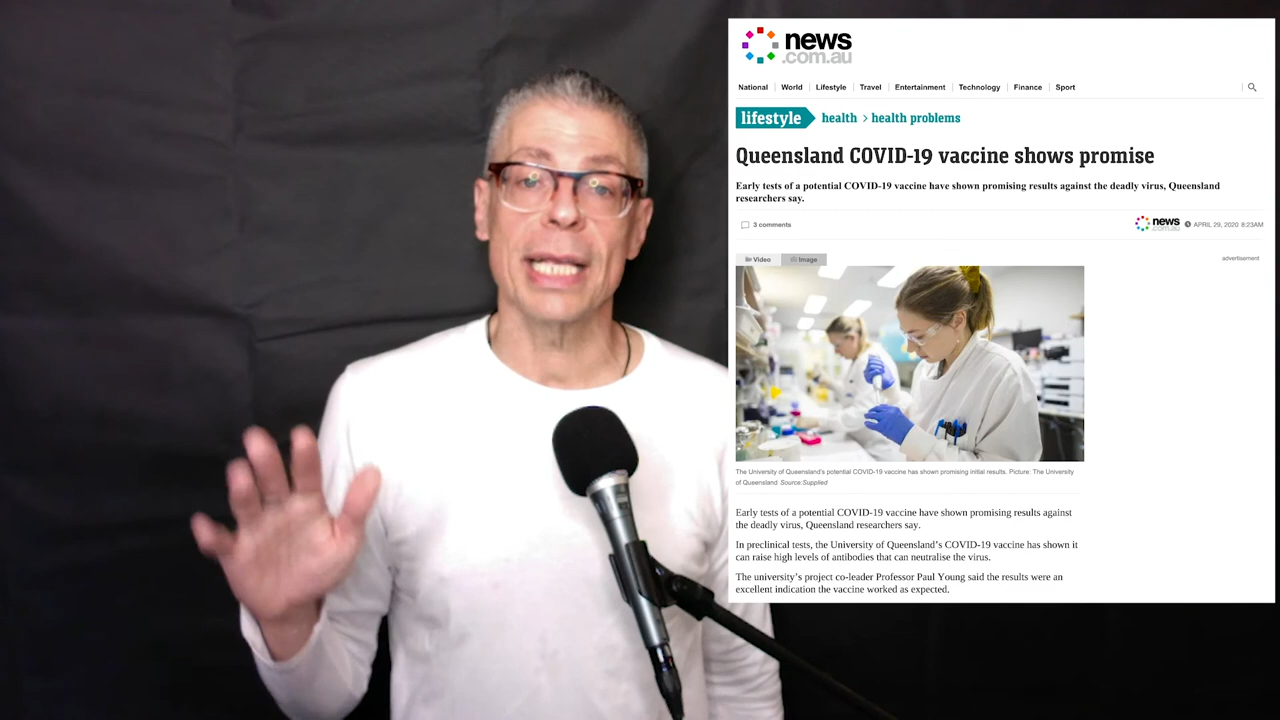 news
.com.au
National World Lifestyle Travel Entertainment Technology Finance Sport
lifestyle health > health problems
Queensland COVID-19 vaccine shows promise
Early tests of a potential COVID-19 vaccine have shown promising results against the deadly virus, Queensland
researchers say.
3 comments
news
.com.au
APRIL 29, 2020 8:23AM
Video Image
advertisement
The University of Queensland's potential COVID-19 vaccine has shown promising initial results. Picture: The University
of Queensland Source:Supplied
Early tests of a potential COVID-19 vaccine have shown promising results against
the deadly virus, Queensland researchers say.
In preclinical tests, the University of Queensland's COVID-19 vaccine has shown it
can raise high levels of antibodies that can neutralise the virus.
The university's project co-leader Professor Paul Young said the results were an
excellent indication the vaccine worked as expected.